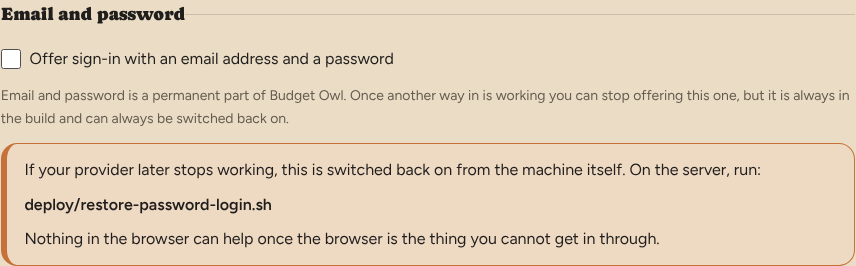 Email and password
Offer sign-in with an email address and a password
Email and password is a permanent part of Budget Owl. Once another way in is working you can stop offering this one, but it is always in
the build and can always be switched back on.
If your provider later stops working, this is switched back on from the machine itself. On the server, run:
deploy/restore-password-login.sh
Nothing in the browser can help once the browser is the thing you cannot get in through.